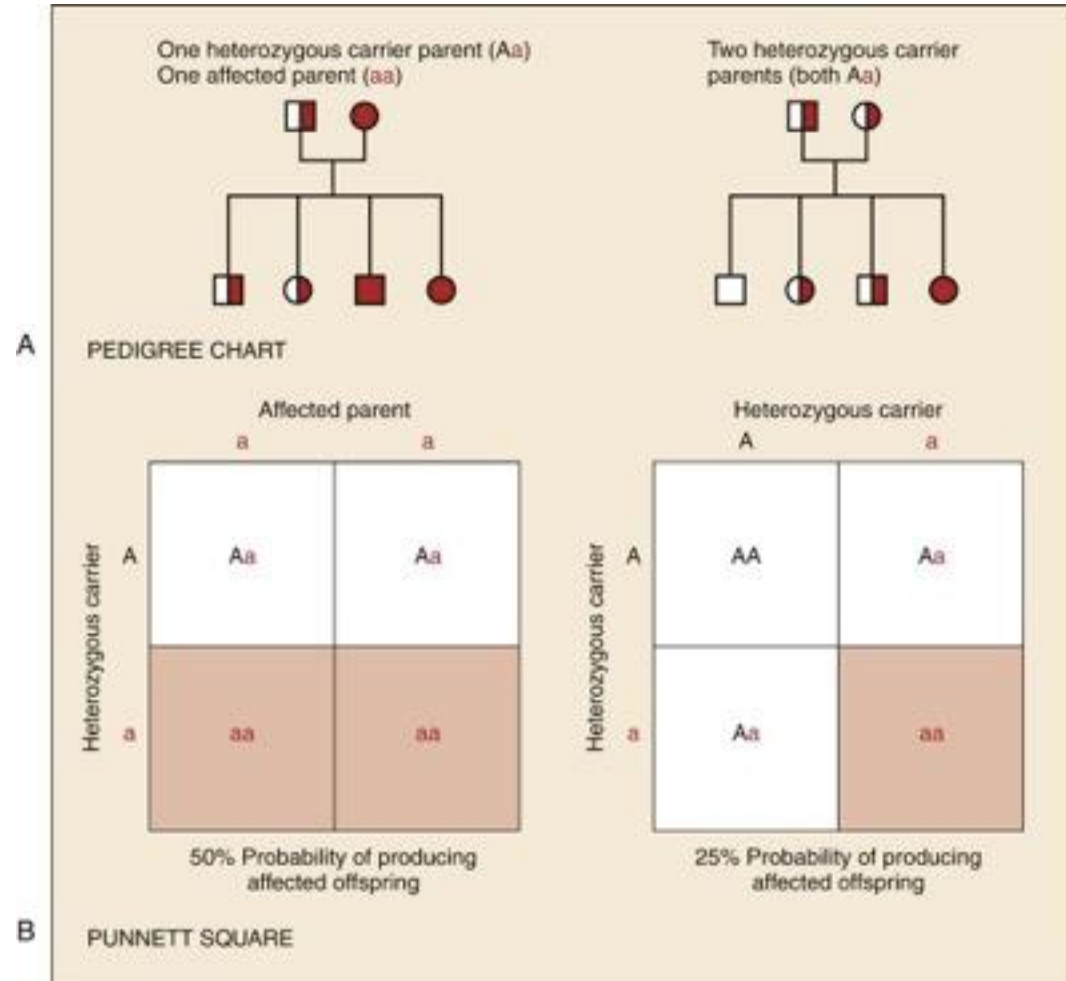 One heterozygous carrier parent (Aa)
One affected parent (aa)
Two heterozygous carrier
parents (both Aa)
A
PEDIGREE CHART
Affected parent
a a
Heterozygous carrier
A
Aa Aa
a
aa aa
50% Probability of producing
affected offspring
Heterozygous carrier
A a
Heterozygous carrier
A
AA Aa
a
Aa aa
25% Probability of producing
affected offspring
B
PUNNETT SQUARE